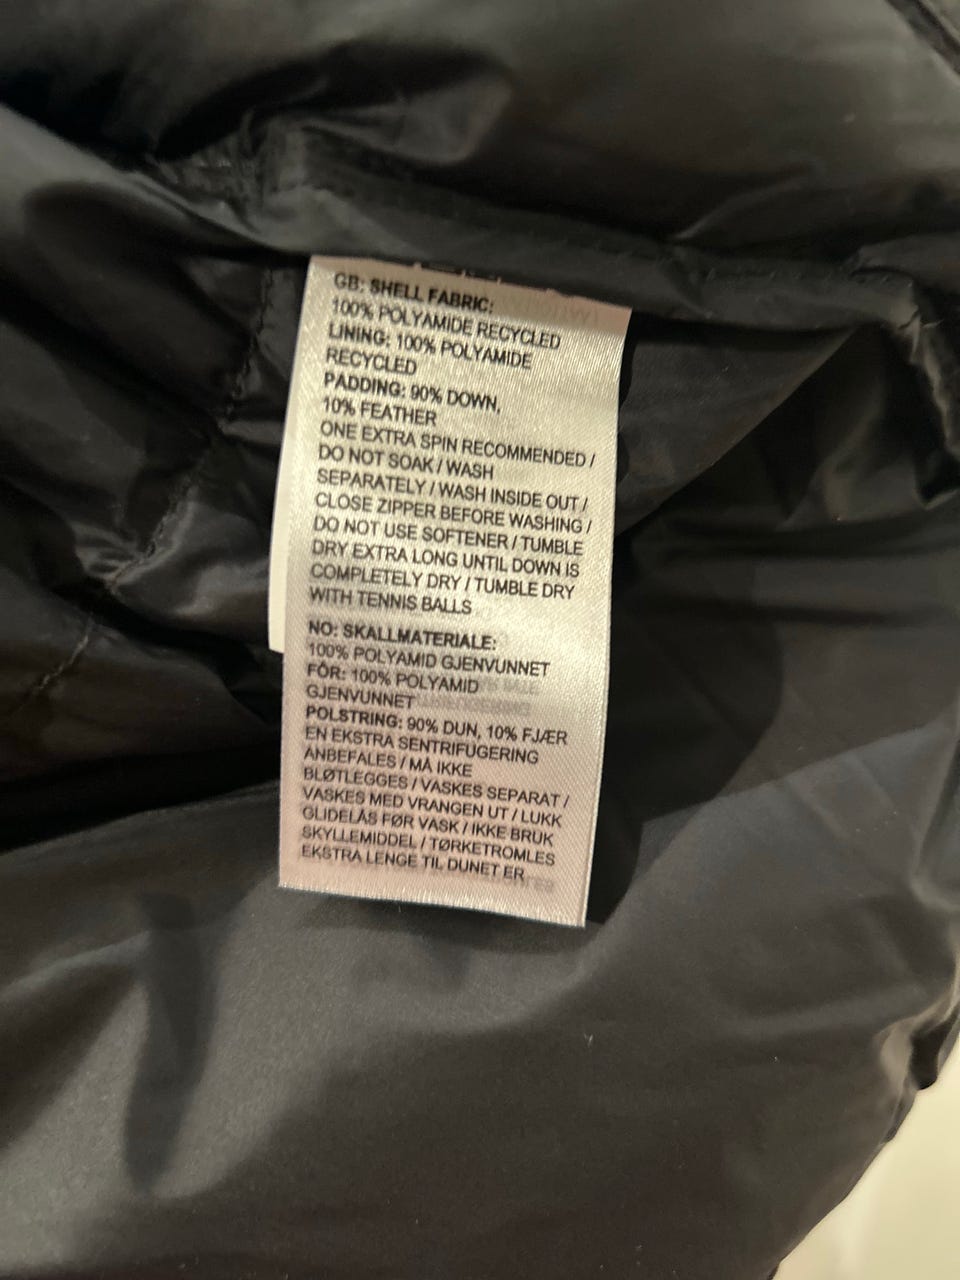 GB: SHELL FABRIC:
100% POLYAMIDE RECYCLED
LINING: 100% POLYAMIDE
RECYCLED
PADDING: 90% DOWN,
10% FEATHER
ONE EXTRA SPIN RECOMMENDED /
DO NOT SOAK / WASH
SEPARATELY / WASH INSIDE OUT /
CLOSE ZIPPER BEFORE WASHING /
DO NOT USE SOFTENER / TUMBLE
DRY EXTRA LONG UNTIL DOWN IS
COMPLETELY DRY / TUMBLE DRY
WITH TENNIS BALLS
NO: SKALLMATERIALE:
100% POLYAMID GJENVUNNET
FÔR: 100% POLYAMID
GJENVUNNET
POLSTRING: 90% DUN, 10% FJÆR
EN EKSTRA SENTRIFUGERING
ANBEFALES / MÅ IKKE
BLØTLEGGES / VASKES SEPARAT /
VASKES MED VRANGEN UT / LUKK
GLIDELÅS FØR VASK / IKKE BRUK
SKYLLEMIDDEL / TØRKETROMLES
EKSTRA LENGE TIL DUNET ER